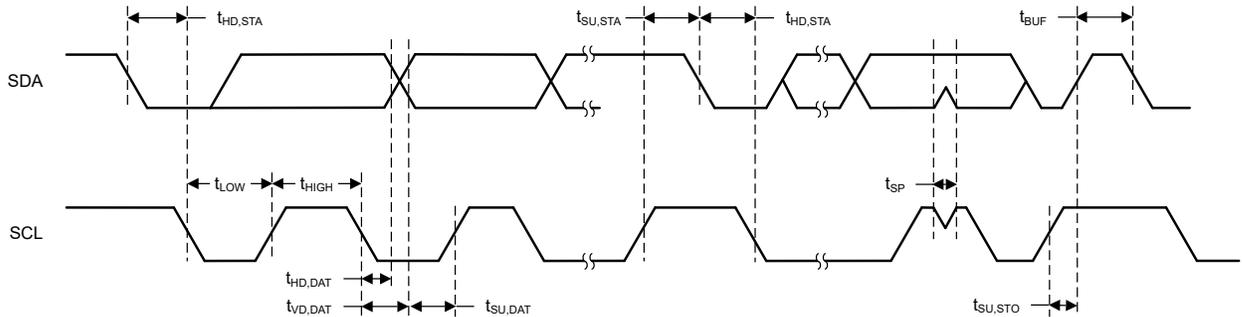 tHD,STA
tSU,STA
tHD,STA
tBUF
SDA
tLOW
tHIGH
tSP
SCL
tHD,DAT
tVD,DAT
tSU,DAT
tSU,STO